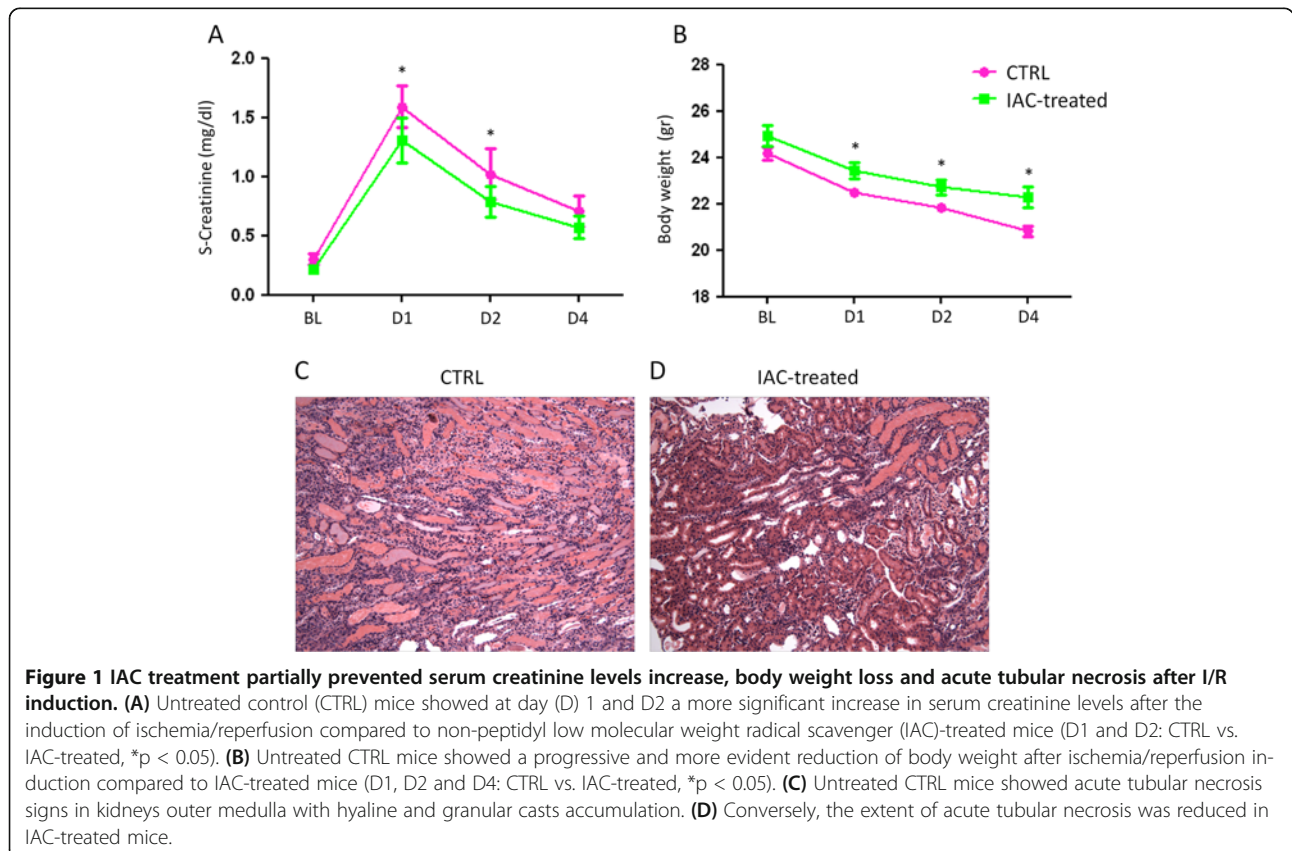 A
B
2.0
1.5
1.0
0.5
0.0
S-Creatinine (mg/dl)
*
*
BL D1 D2 D4
28
26
24
22
20
18
Body weight (gr)
CTRL
IAC-treated
*
*
*
BL D1 D2 D4
C CTRL
D IAC-treated
Figure 1 IAC treatment partially prevented serum creatinine levels increase, body weight loss and acute tubular necrosis after I/R
induction. (A) Untreated control (CTRL) mice showed at day (D) 1 and D2 a more significant increase in serum creatinine levels after the
induction of ischemia/reperfusion compared to non-peptidyl low molecular weight radical scavenger (IAC)-treated mice (D1 and D2: CTRL vs.
IAC-treated, *p < 0.05). (B) Untreated CTRL mice showed a progressive and more evident reduction of body weight after ischemia/reperfusion in-
duction compared to IAC-treated mice (D1, D2 and D4: CTRL vs. IAC-treated, *p < 0.05). (C) Untreated CTRL mice showed acute tubular necrosis
signs in kidneys outer medulla with hyaline and granular casts accumulation. (D) Conversely, the extent of acute tubular necrosis was reduced in
IAC-treated mice.